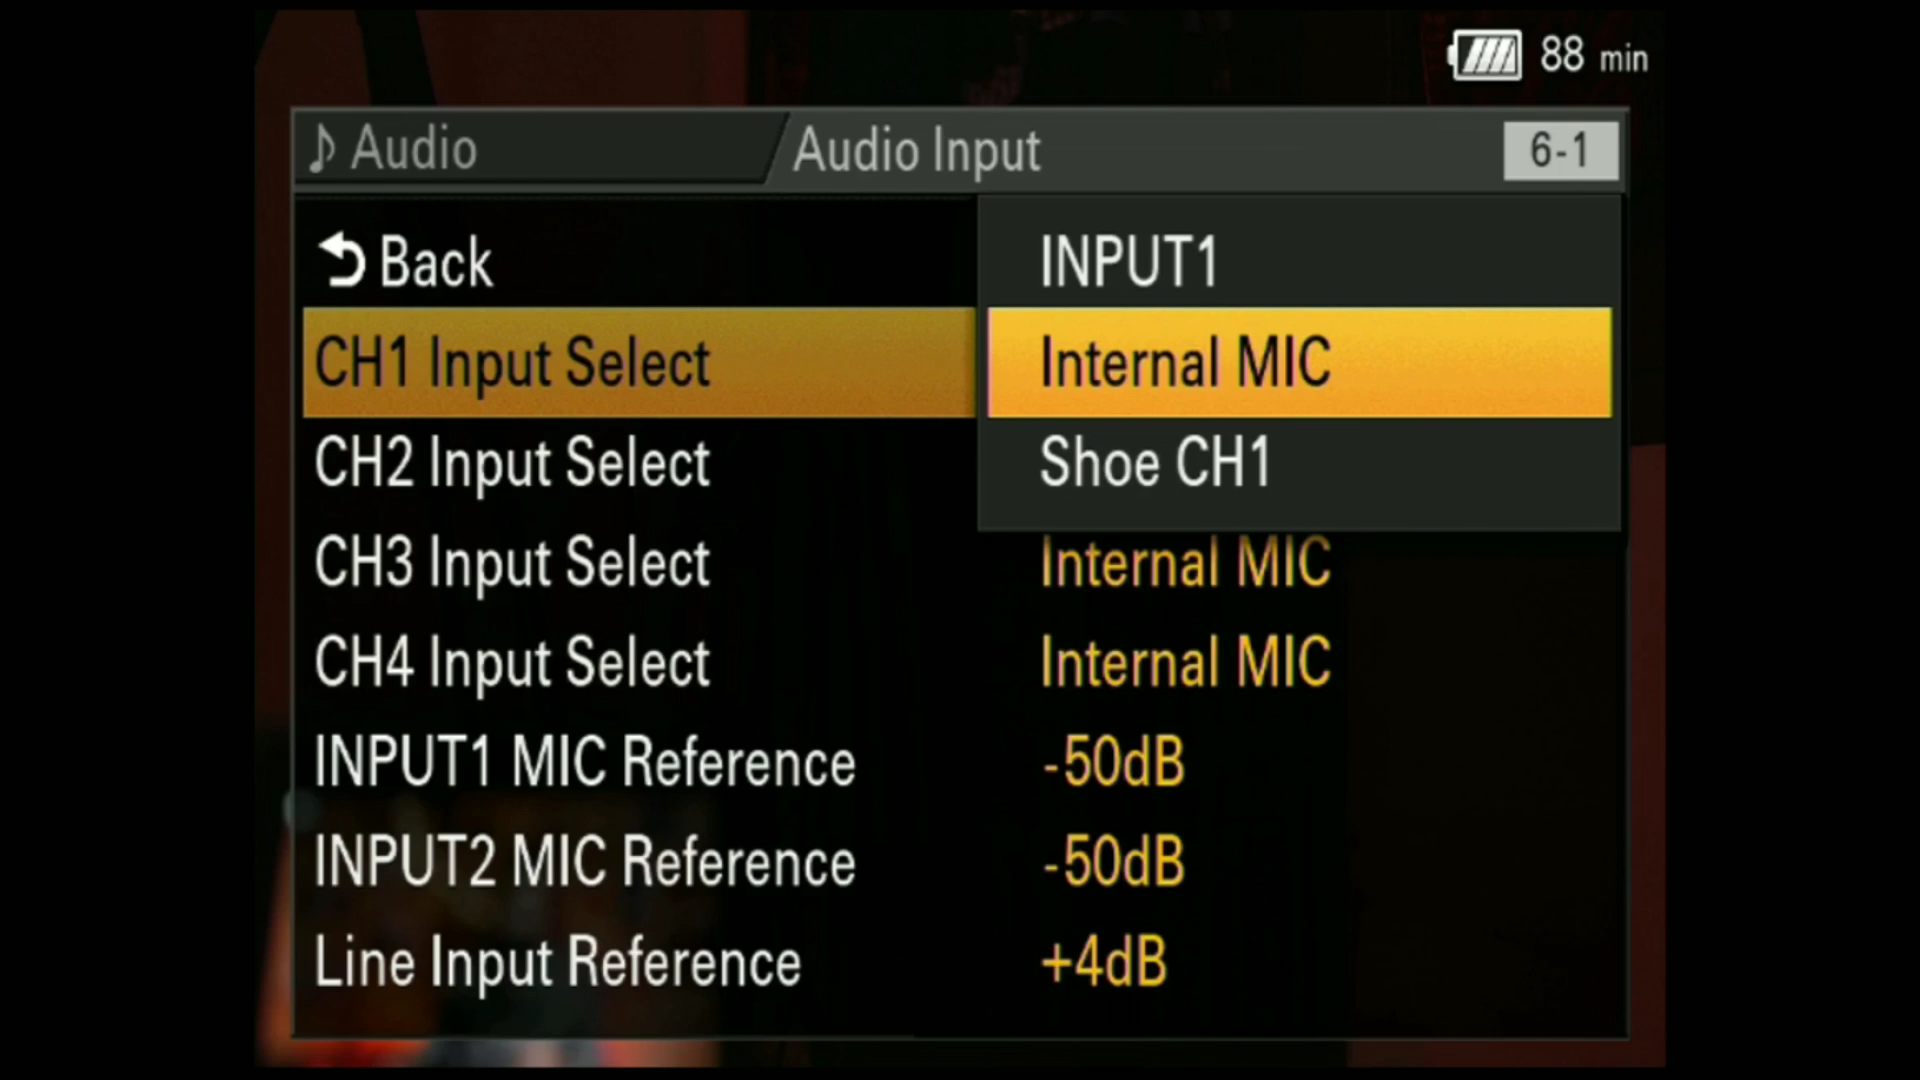 88 min
♪ Audio Audio Input 6-1
Back INPUT1
CH1 Input Select Internal MIC
CH2 Input Select Shoe CH1
CH3 Input Select Internal MIC
CH4 Input Select Internal MIC
INPUT1 MIC Reference -50dB
INPUT2 MIC Reference -50dB
Line Input Reference +4dB